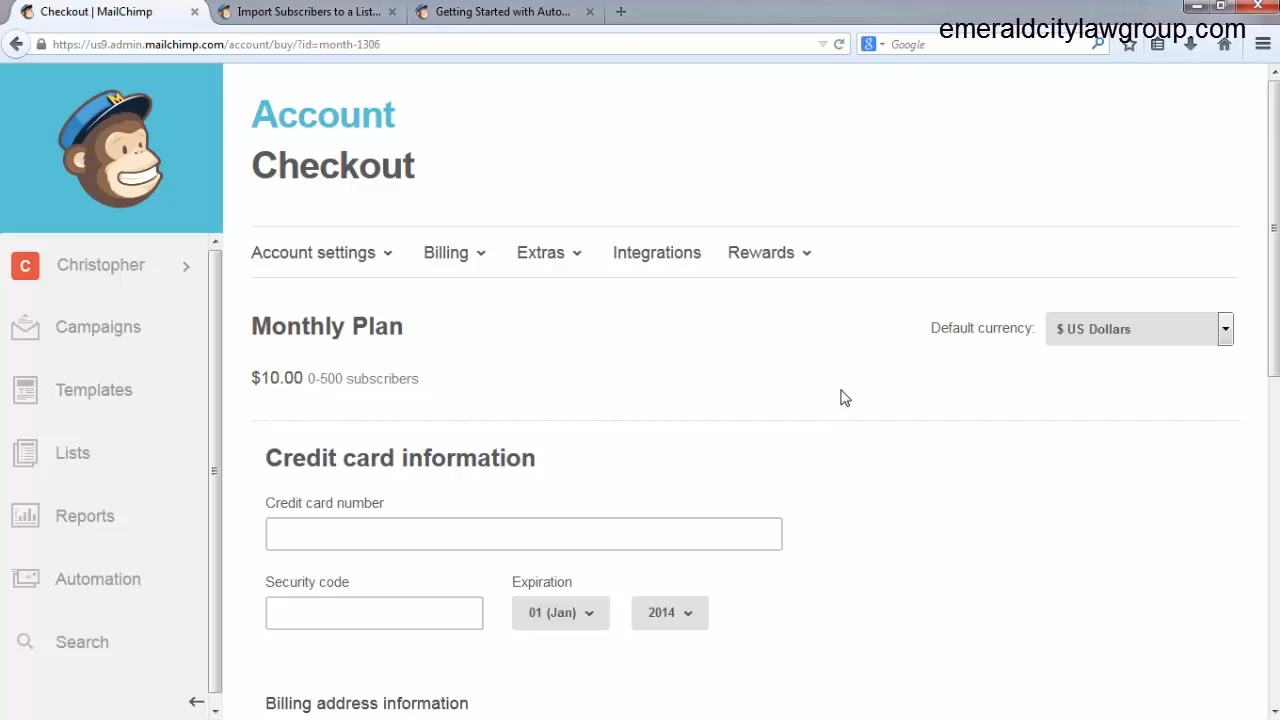 Checkout | MailChimp
Import Subscribers to a List...
Getting Started with Auto...
https://us9.admin.mailchimp.com/account/buy/?id=month-1306
Google
emeraldcitylawgroup.com
Account
Checkout
Account settings
Billing
Extras
Integrations
Rewards
C
Christopher
Campaigns
Templates
Lists
Reports
Automation
Search
Monthly Plan
Default currency:
$ US Dollars
$10.00 0-500 subscribers
Credit card information
Credit card number
Security code
Expiration
01 (Jan)
2014
Billing address information